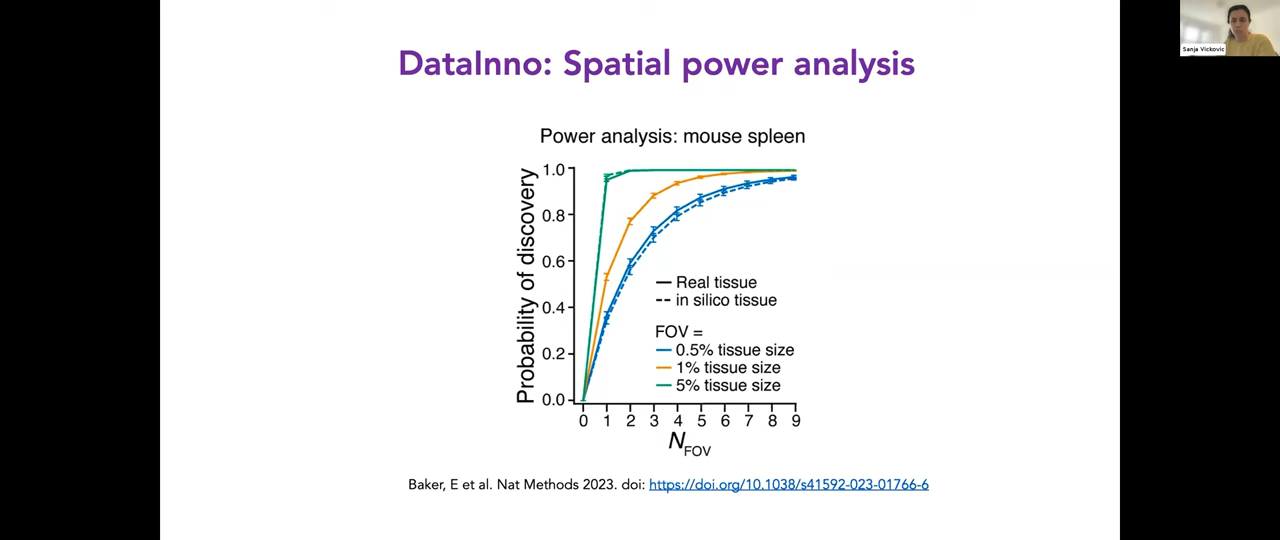 DataInno: Spatial power analysis
Sanja Vickovic
Power analysis: mouse spleen
Probability of discovery
1.0
0.8
0.6
0.4
0.2
0.0
Real tissue
in silico tissue
FOV =
0.5% tissue size
1% tissue size
5% tissue size
0 1 2 3 4 5 6 7 8 9
NFOV
Baker, E et al. Nat Methods 2023. doi: https://doi.org/10.1038/s41592-023-01766-6